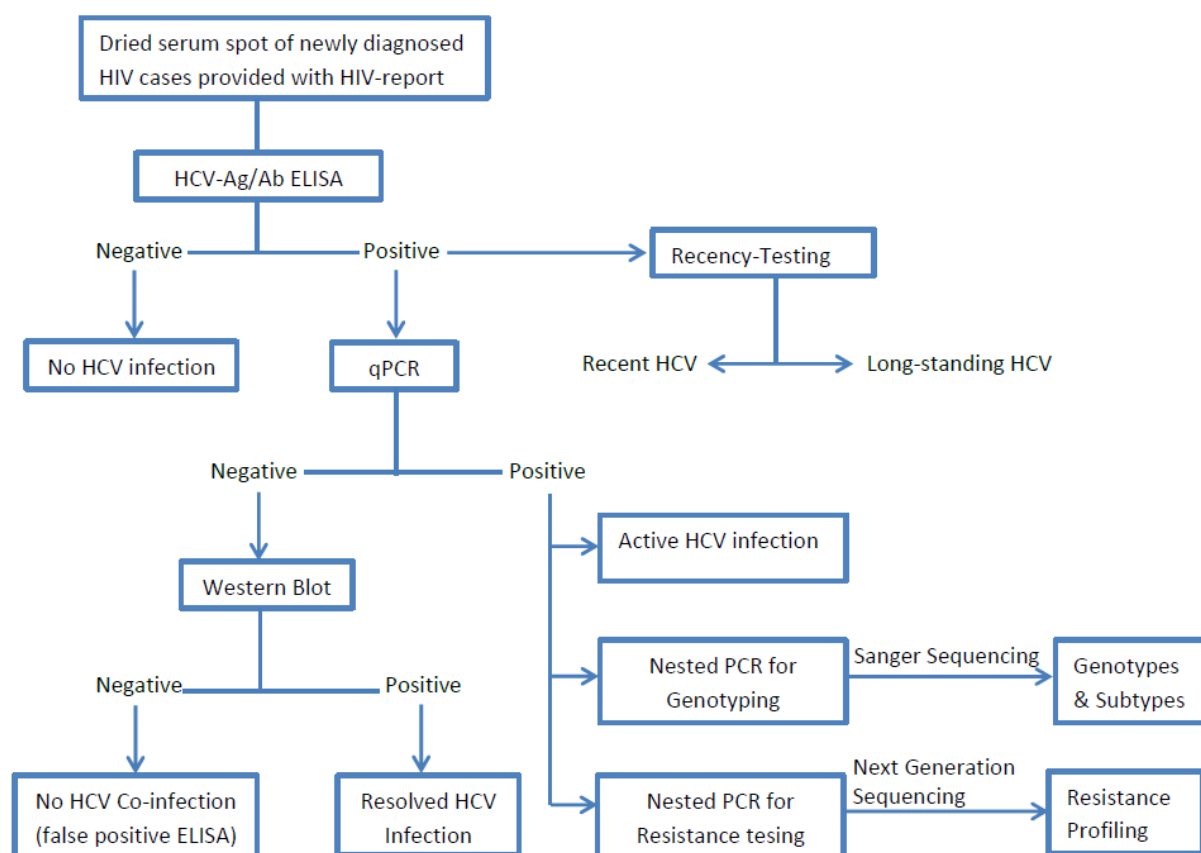 Dried serum spot of newly diagnosed
HIV cases provided with HIV-report
HCV-Ag/Ab ELISA
Negative
Positive
Recency-Testing
No HCV infection
qPCR
Recent HCV
Long-standing HCV
Negative
Positive
Active HCV infection
Western Blot
Nested PCR for
Genotyping
Sanger Sequencing
Genotypes
& Subtypes
Negative
Positive
No HCV Co-infection
(false positive ELISA)
Resolved HCV
Infection
Nested PCR for
Resistance tesing
Next Generation
Sequencing
Resistance
Profiling